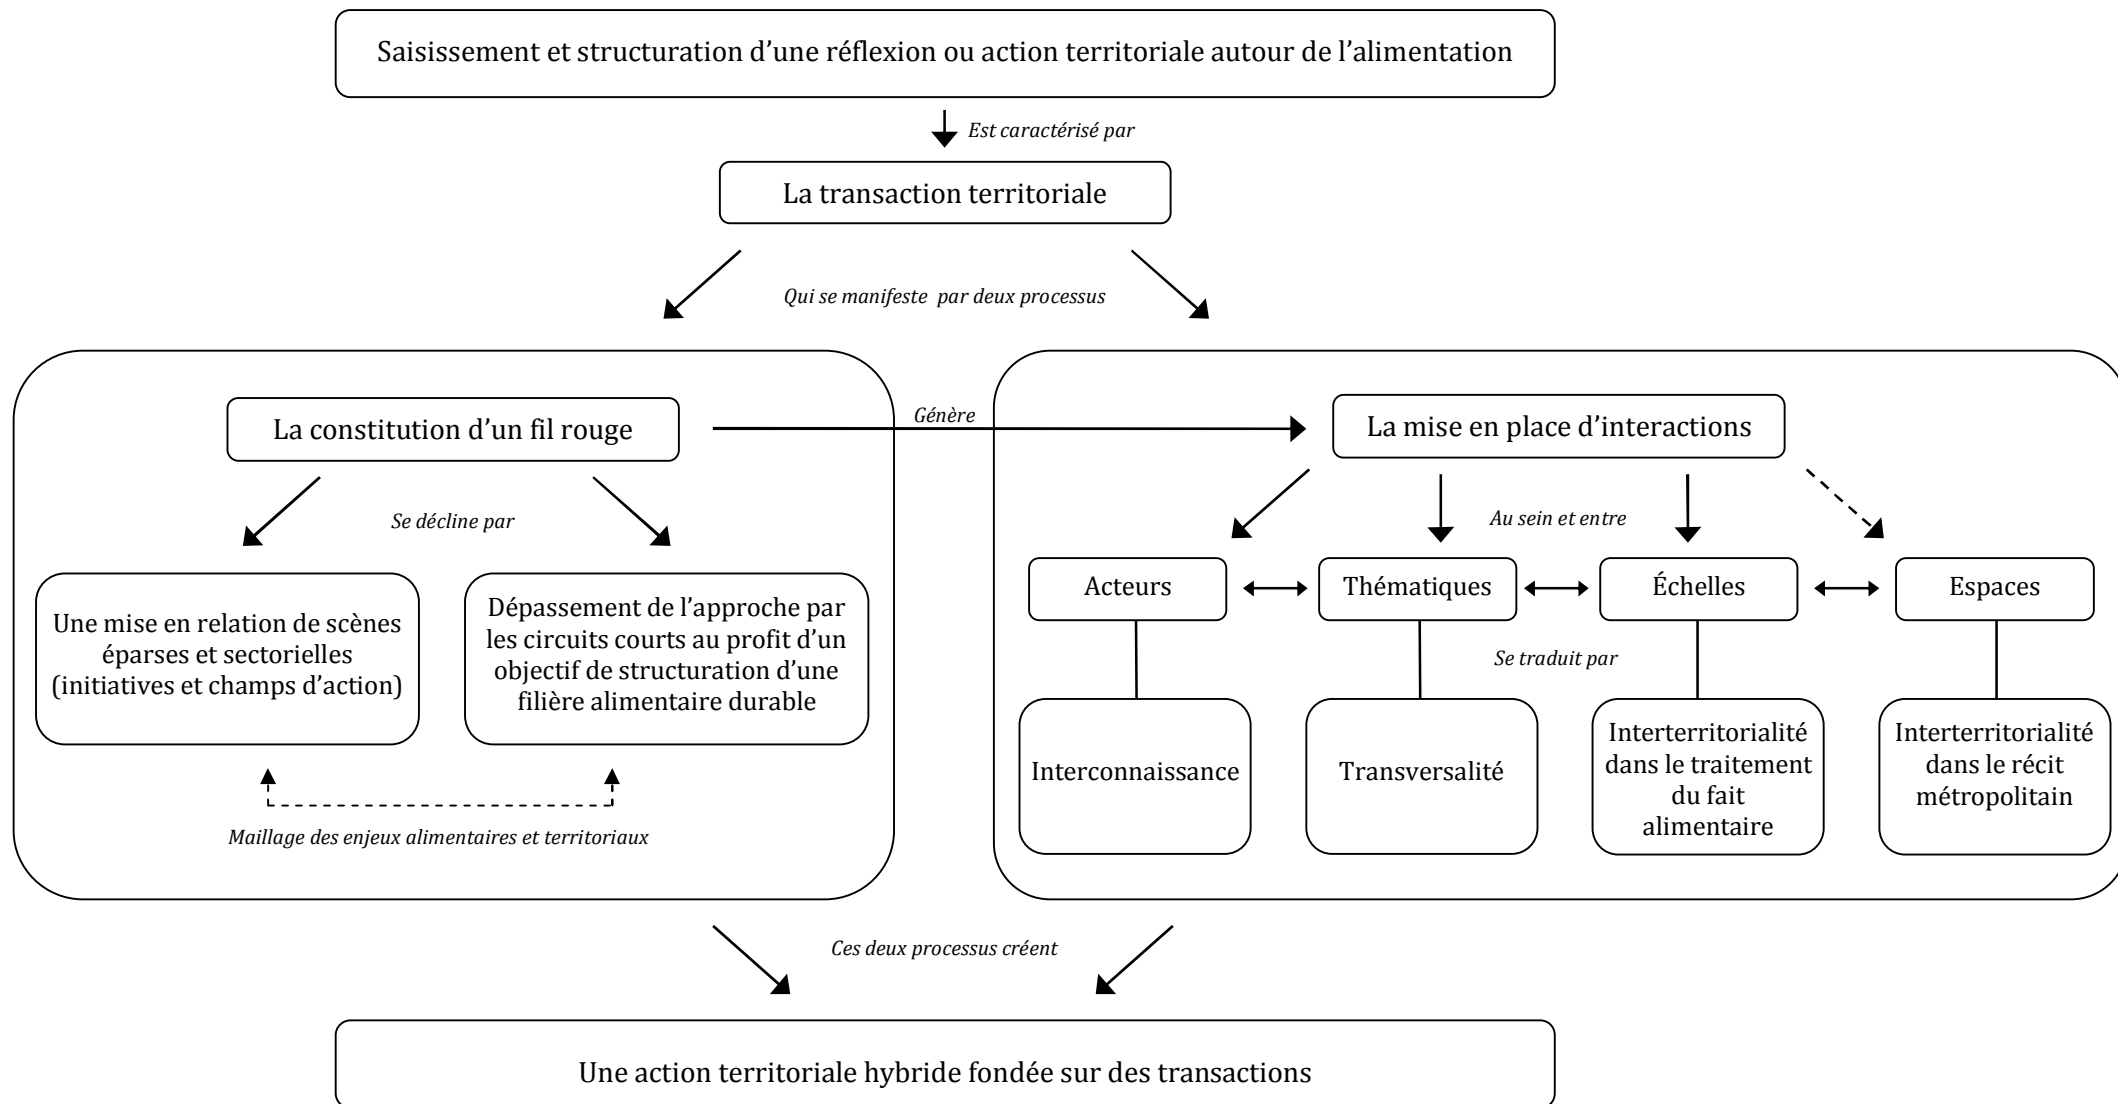 Saisissement et structuration d’une réflexion ou action territoriale autour de l’alimentation
Est caractérisé par
La transaction territoriale
Qui se manifeste par deux processus
La constitution d’un fil rouge
Génère
La mise en place d’interactions
Se décline par
Au sein et entre
Une mise en relation de scènes
éparses et sectorielles
(initiatives et champs d’action)
Dépassement de l’approche par
les circuits courts au profit d’un
objectif de structuration d’une
filière alimentaire durable
Maillage des enjeux alimentaires et territoriaux
Acteurs
Thématiques
Échelles
Espaces
Se traduit par
Interconnaissance
Transversalité
Interterritorialité
dans le traitement
du fait
alimentaire
Interterritorialité
dans le récit
métropolitain
Ces deux processus créent
Une action territoriale hybride fondée sur des transactions